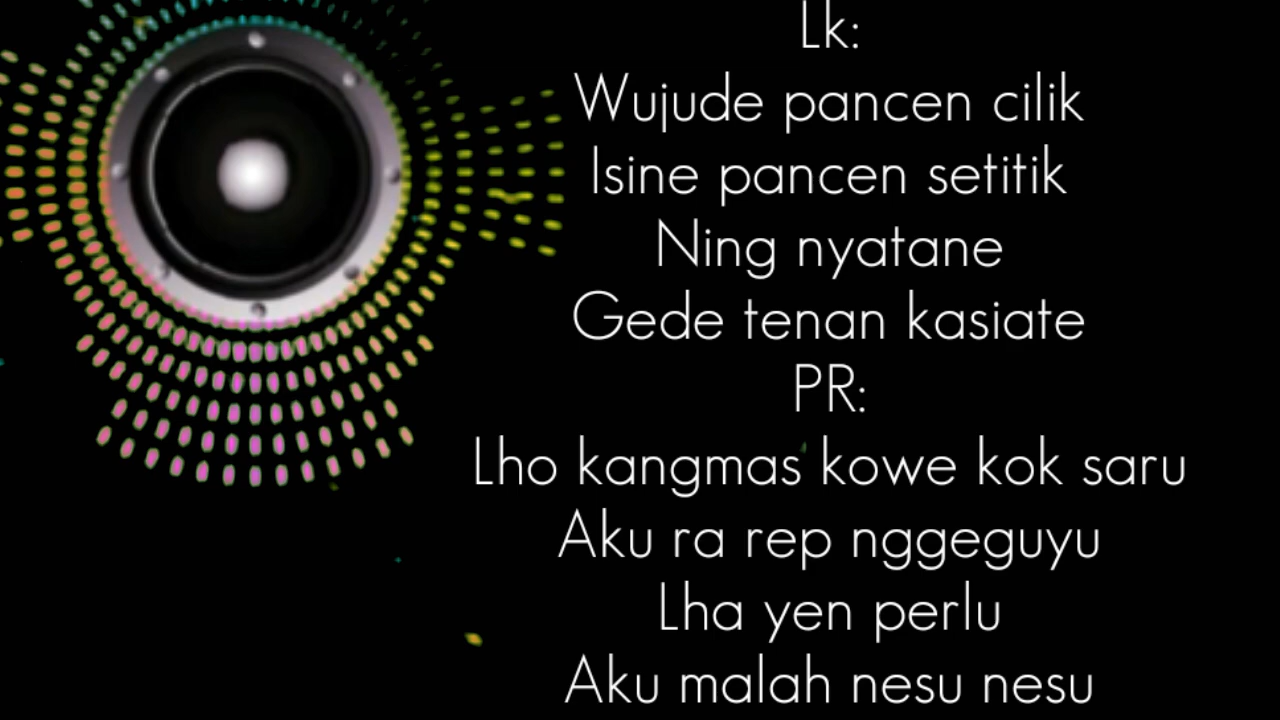 Lk:
Wujude pancen cilik
Isine pancen setitik
Ning nyatane
Gede tenan kasiate
PR:
Lho kangmas kowe kok saru
Aku ra rep nggeguyu
Lha yen perlu
Aku malah nesu nesu